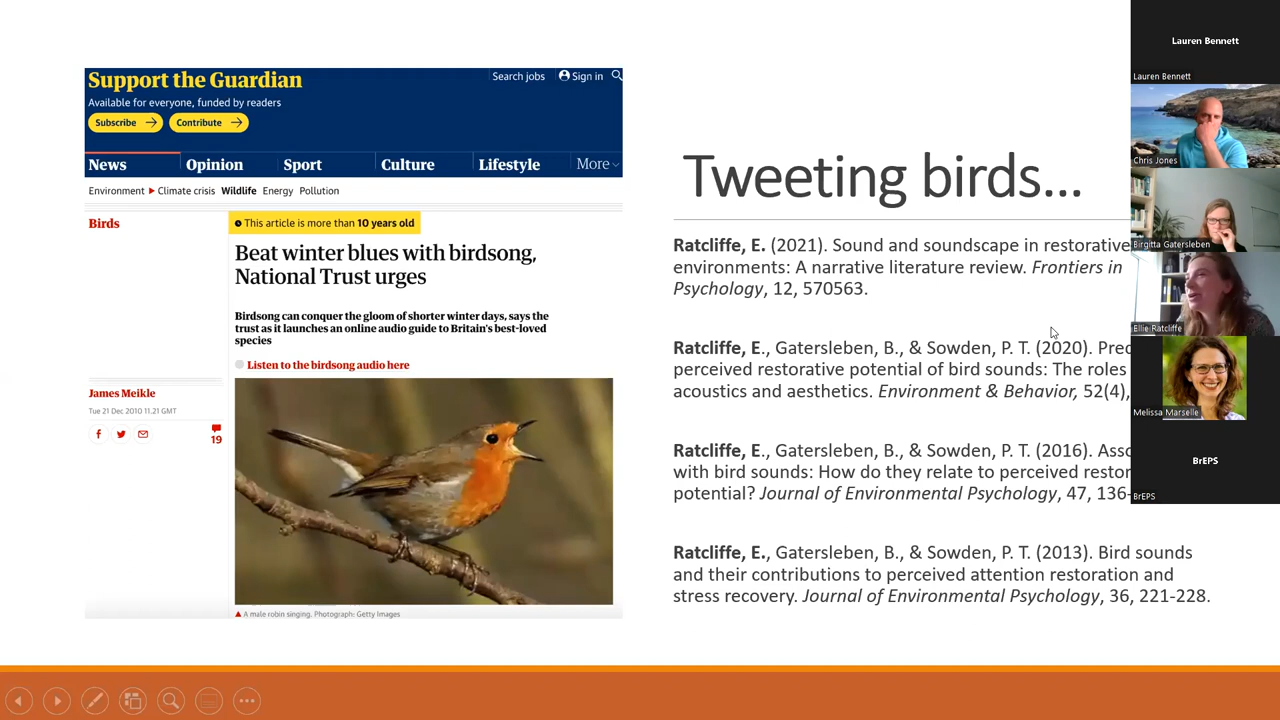 Support the Guardian
Available for everyone, funded by readers
Subscribe
Contribute
Search jobs
Sign in
News
Opinion
Sport
Culture
Lifestyle
More
Environment
Climate crisis
Wildlife
Energy
Pollution
Birds
This article is more than 10 years old
Beat winter blues with birdsong,
National Trust urges
Birdsong can conquer the gloom of shorter winter days, says the
trust as it launches an online audio guide to Britain's best-loved
species
Listen to the birdsong audio here
James Meikle
Tue 21 Dec 2010 11.21 GMT
19
A male robin singing. Photograph: Getty Images
Tweeting birds...
Ratcliffe, E. (2021). Sound and soundscape in restorative
environments: A narrative literature review. Frontiers in
Psychology, 12, 570563.
Ratcliffe, E., Gatersleben, B., & Sowden, P. T. (2020).
perceived restorative potential of bird sounds: The roles
acoustics and aesthetics. Environment & Behavior, 52(4),
Ratcliffe, E., Gatersleben, B., & Sowden, P. T. (2016).
with bird sounds: How do they relate to perceived
potential? Journal of Environmental Psychology, 47, 136-
Ratcliffe, E., Gatersleben, B., & Sowden, P. T. (2013). Bird sounds
and their contributions to perceived attention restoration and
stress recovery. Journal of Environmental Psychology, 36, 221-228.
Lauren Bennett
Lauren Bennett
Chris Jones
Birgitta Gatersleben
Ellie Ratcliffe
Melissa Marselle
BrEPS
BrEPS